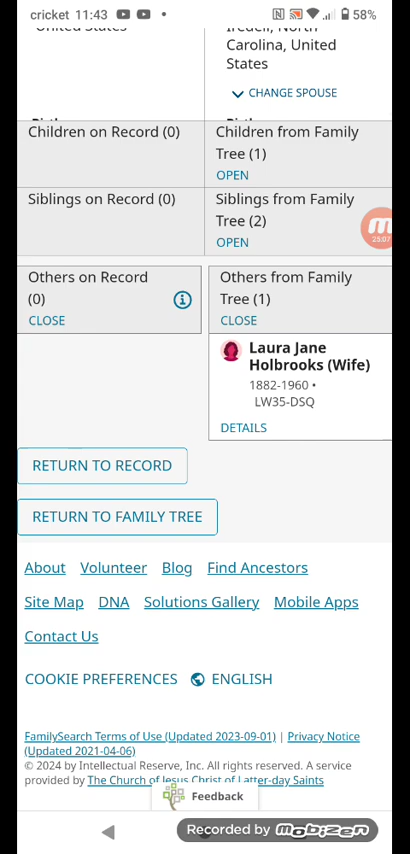 cricket 11:43 58%
United States
Iredell, North
Carolina, United
States
CHANGE SPOUSE
Children on Record (0)
Children from Family
Tree (1)
OPEN
Siblings on Record (0)
Siblings from Family
Tree (2)
OPEN
23:07
Others on Record
(0)
CLOSE
Others from Family
Tree (1)
CLOSE
Laura Jane
Holbrooks (Wife)
1882-1960 •
LW35-DSQ
DETAILS
RETURN TO RECORD
RETURN TO FAMILY TREE
About Volunteer Blog Find Ancestors
Site Map DNA Solutions Gallery Mobile Apps
Contact Us
COOKIE PREFERENCES ENGLISH
FamilySearch Terms of Use (Updated 2023-09-01) | Privacy Notice
(Updated 2021-04-06)
© 2024 by Intellectual Reserve, Inc. All rights reserved. A service
provided by The Church of Jesus Christ of Latter-day Saints
Feedback
Recorded by mobizen